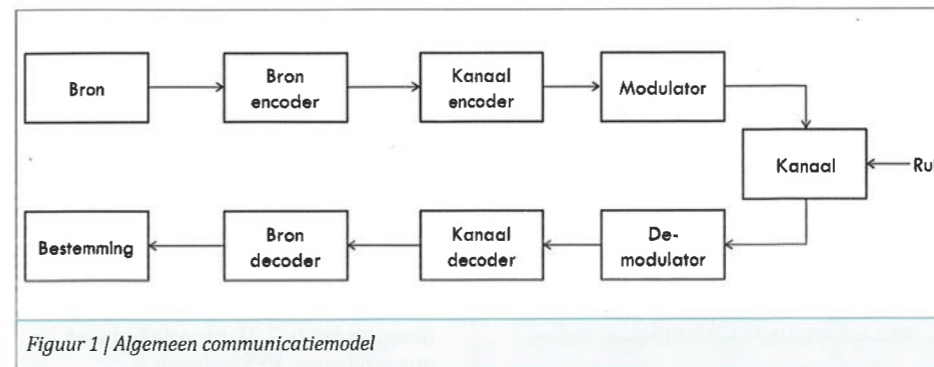 Bron
Bron
encoder
Kanaal
encoder
Modulator
Kanaal
Bestemming
Bron
decoder
Kanaal
decoder
De-
modulator
Figuur 1 | Algemeen communicatiemodel